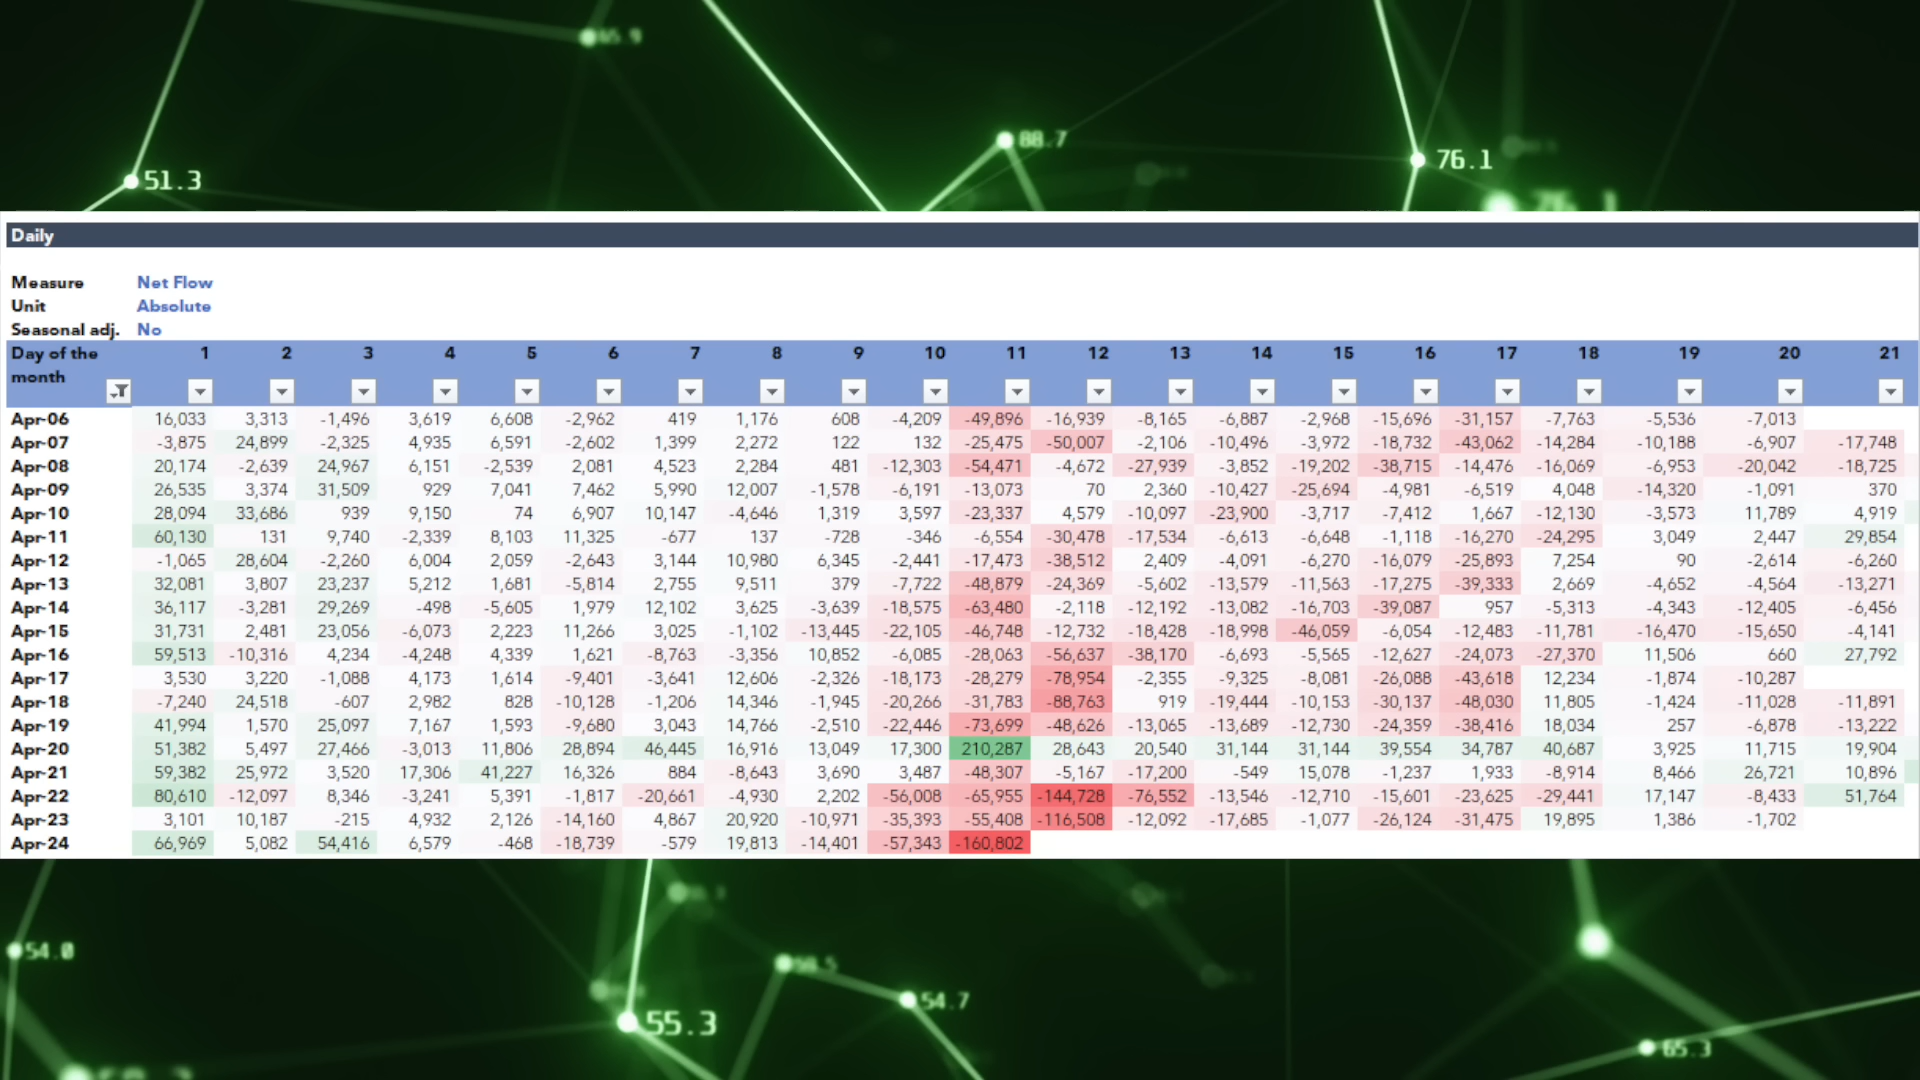 88.7
76.1
51.3
Daily
Measure Net Flow
Unit Absolute
Seasonal adj. No
Day of the month 1 2 3 4 5 6 7 8 9 10 11 12 13 14 15 16 17 18 19 20 21
Apr-06 16,033 3,313 -1,496 3,619 6,608 -2,962 419 1,176 608 -4,209 -49,896 -16,939 -8,165 -6,887 -2,968 -15,696 -31,157 -7,763 -5,536 -7,013
Apr-07 -3,875 24,899 -2,325 4,935 6,591 -2,602 1,399 2,272 122 132 -25,475 -50,007 -2,106 -10,496 -3,972 -18,732 -43,062 -14,284 -10,188 -6,907 -17,748
Apr-08 20,174 -2,639 24,967 6,151 -2,539 2,081 4,523 2,284 481 -12,303 -54,471 -4,672 -27,939 -3,852 -19,202 -38,715 -14,476 -16,069 -6,953 -20,042 -18,725
Apr-09 26,535 3,374 31,509 929 7,041 7,462 5,990 12,007 -1,578 -6,191 -13,073 70 2,360 -10,427 -25,694 -4,981 -6,519 4,048 -14,320 -1,091 370
Apr-10 28,094 33,686 939 9,150 74 6,907 10,147 -4,646 1,319 3,597 -23,337 4,579 -10,097 -23,900 -3,717 -7,412 1,667 -12,130 -3,573 11,789 4,919
Apr-11 60,130 131 9,740 -2,339 8,103 11,325 -677 137 -728 -346 -6,554 -30,478 -17,534 -6,613 -6,648 -1,118 -16,270 -24,295 3,049 2,447 29,854
Apr-12 -1,065 28,604 -2,260 6,004 2,059 -2,643 3,144 10,980 6,345 -2,441 -17,473 -38,512 2,409 -4,091 -6,270 -16,079 -25,893 7,254 90 -2,614 -6,260
Apr-13 32,081 3,807 23,237 5,212 1,681 -5,814 2,755 9,511 379 -7,722 -48,879 -24,369 -5,602 -13,579 -11,563 -17,275 -39,333 2,669 -4,652 -4,564 -13,271
Apr-14 36,117 -3,281 29,269 -498 -5,605 1,979 12,102 3,625 -3,639 -18,575 -63,480 -2,118 -12,192 -13,082 -16,703 -39,087 957 -5,313 -4,343 -12,405 -6,456
Apr-15 31,731 2,481 23,056 -6,073 2,223 11,266 3,025 -1,102 -13,445 -22,105 -46,748 -12,732 -18,428 -18,998 -46,059 -6,054 -12,483 -11,781 -16,470 -15,650 -4,141
Apr-16 59,513 -10,316 4,234 -4,248 4,339 1,621 -8,763 -3,356 10,852 -6,085 -28,063 -56,637 -38,170 -6,693 -5,565 -12,627 -24,073 -27,370 11,506 660 27,792
Apr-17 3,530 3,220 -1,088 4,173 1,614 -9,401 -3,641 12,606 -2,326 -18,173 -28,279 -78,954 -2,355 -9,325 -8,081 -26,088 -43,618 12,234 -1,874 -10,287
Apr-18 -7,240 24,518 -607 2,982 828 -10,128 -1,206 14,346 -1,945 -20,266 -31,783 -88,763 919 -19,444 -10,153 -30,137 -48,030 11,805 -1,424 -11,028 -11,891
Apr-19 41,994 1,570 25,097 7,167 1,593 -9,680 3,043 14,766 -2,510 -22,446 -73,699 -48,626 -13,065 -13,689 -12,730 -24,359 -38,416 18,034 257 -6,878 -13,222
Apr-20 51,382 5,497 27,466 -3,013 11,806 28,894 46,445 16,916 13,049 17,300 210,287 28,643 20,540 31,144 31,144 39,554 34,787 40,687 3,925 11,715 19,904
Apr-21 59,382 25,972 3,520 17,306 41,227 16,326 884 -8,643 3,690 3,487 -48,307 -5,167 -17,200 -549 15,078 -1,237 1,933 -8,914 8,466 26,721 10,896
Apr-22 80,610 -12,097 8,346 -3,241 5,391 -1,817 -20,661 -4,930 2,202 -56,008 -65,955 -144,728 -76,552 -13,546 -12,710 -15,601 -23,625 -29,441 17,147 -8,433 51,764
Apr-23 3,101 10,187 -215 4,932 2,126 -14,160 4,867 20,920 -10,971 -35,393 -55,408 -116,508 -12,092 -17,685 -1,077 -26,124 -31,475 19,895 1,386 -1,702
Apr-24 66,969 5,082 54,416 6,579 -468 -18,739 -579 19,813 -14,401 -57,343 -160,802
54.0
54.7
55.3
65.3